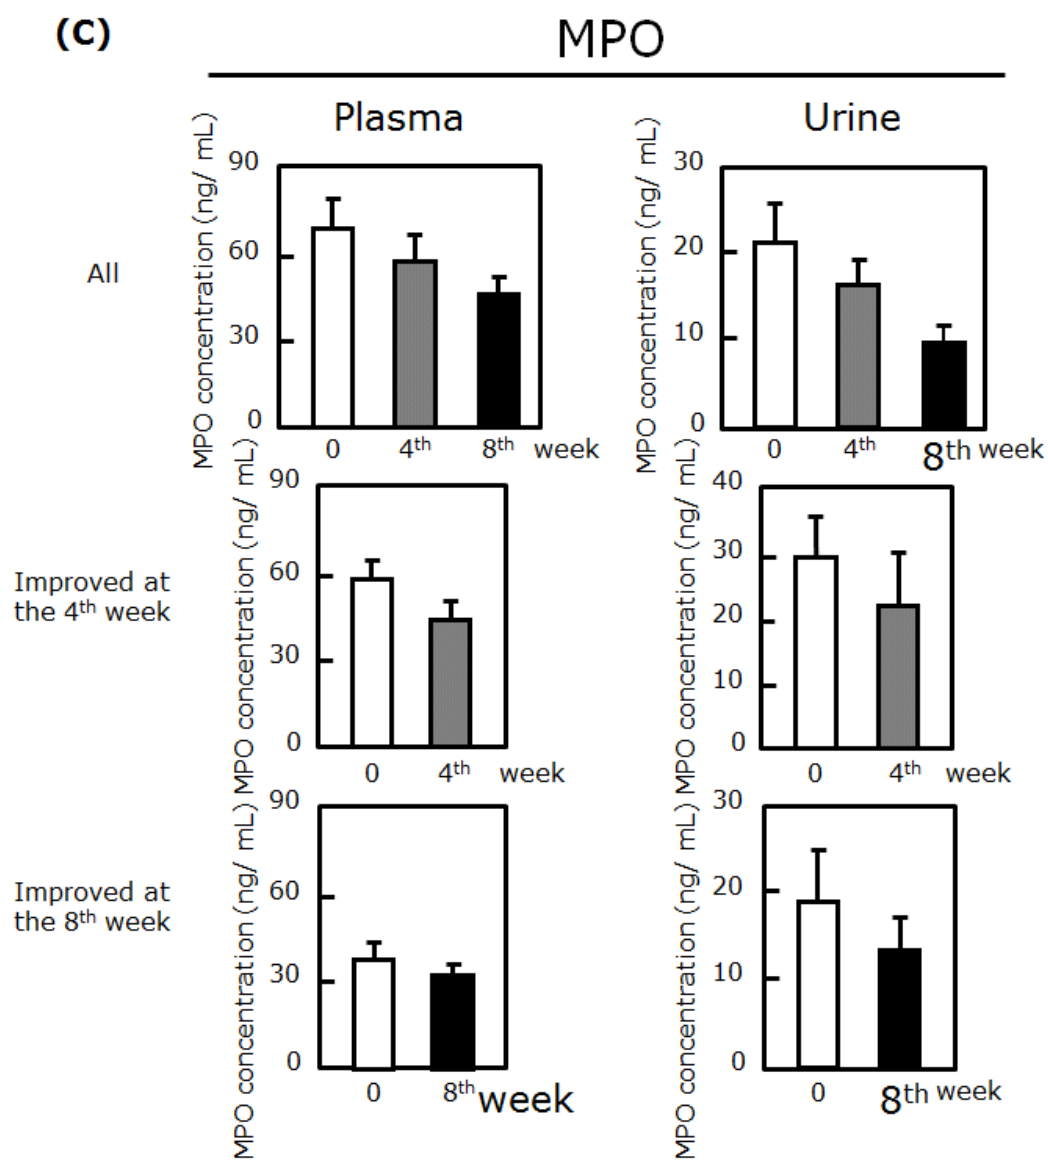 (C)
MPO
Plasma
Urine
All
MPO concentration (ng/ mL)
90
60
30
0
0 4th 8th week
MPO concentration (ng/ mL)
30
20
10
0
0 4th 8th week
Improved at
the 4th week
MPO concentration (ng/ mL)
90
60
30
0
0 4th week
MPO concentration (ng/ mL)
40
30
20
10
0
0 4th week
Improved at
the 8th week
MPO concentration (ng/ mL)
90
60
30
0
0 8th week
MPO concentration (ng/ mL)
30
20
10
0
0 8th week